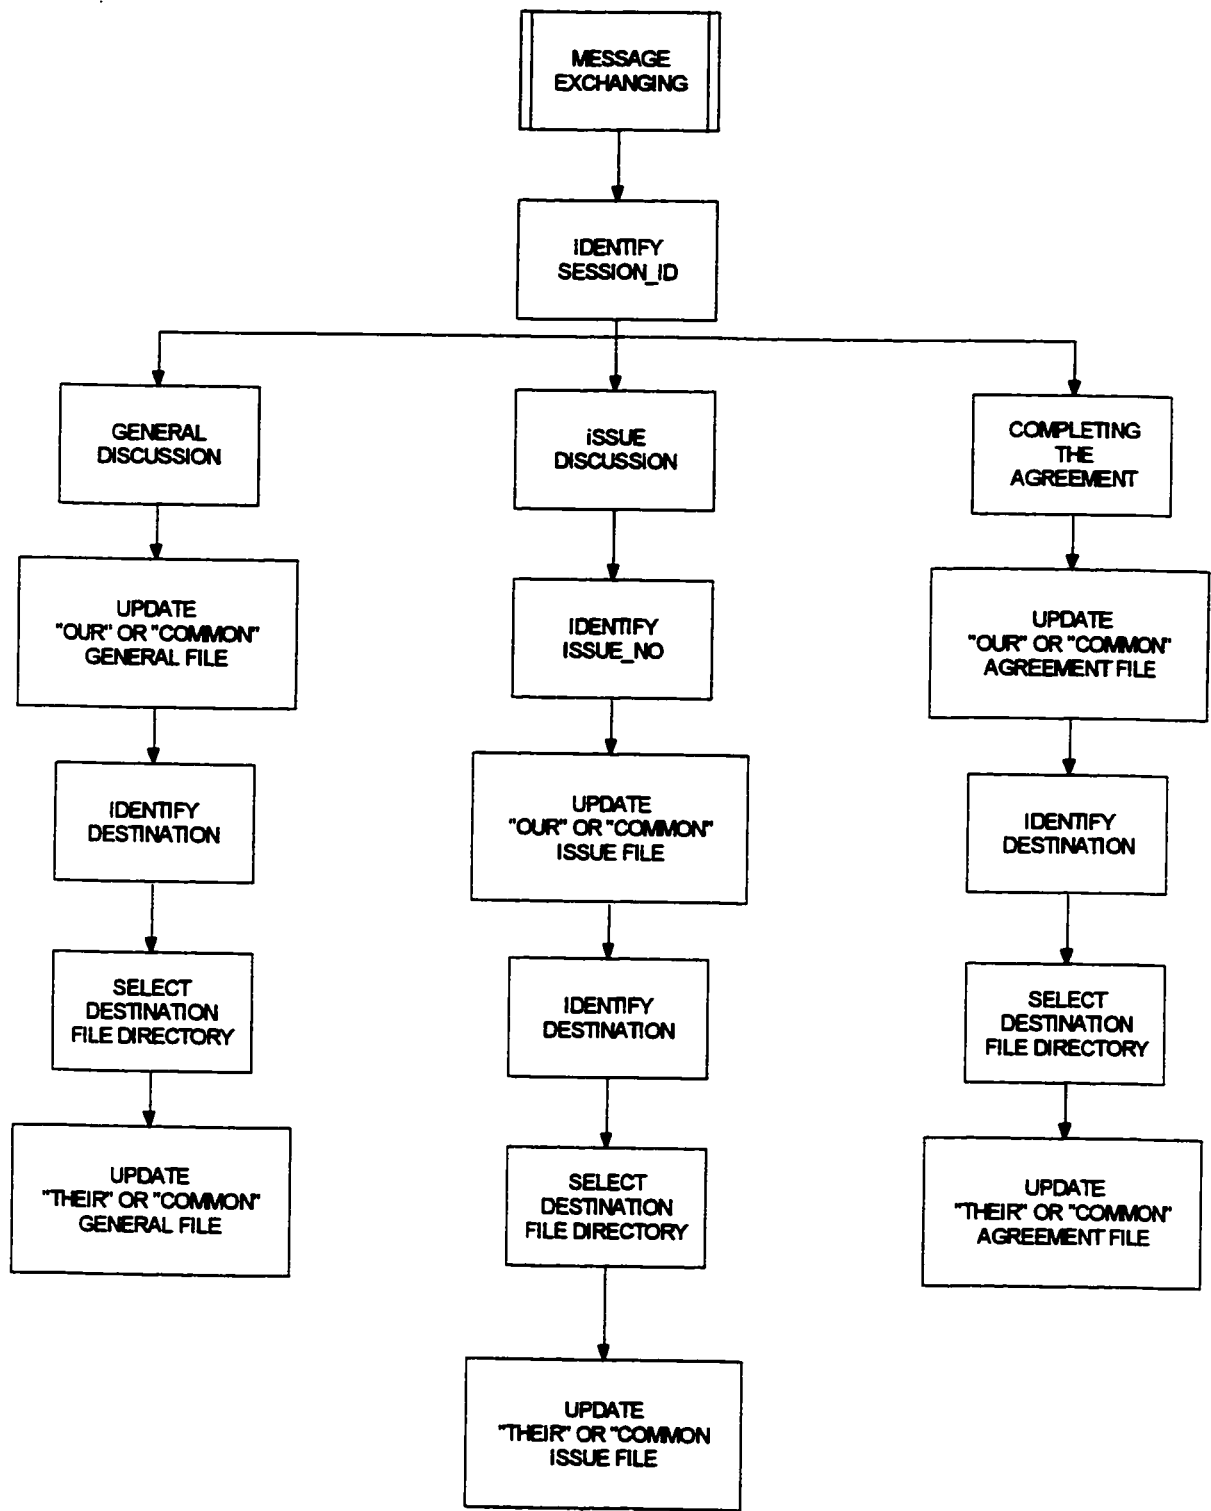 MESSAGE
EXCHANGING
IDENTIFY
SESSION_ID
GENERAL
DISCUSSION
iSSUE
DISCUSSION
COMPLETING
THE
AGREEMENT
UPDATE
"OUR" OR "COMMON"
GENERAL FILE
IDENTIFY
ISSUE_NO
UPDATE
"OUR" OR "COMMON"
AGREEMENT FILE
IDENTIFY
DESTINATION
UPDATE
"OUR" OR "COMMON"
ISSUE FILE
IDENTIFY
DESTINATION
SELECT
DESTINATION
FILE DIRECTORY
IDENTIFY
DESTINATION
SELECT
DESTINATION
FILE DIRECTORY
UPDATE
"THEIR" OR "COMMON"
GENERAL FILE
SELECT
DESTINATION
FILE DIRECTORY
UPDATE
"THEIR" OR "COMMON"
AGREEMENT FILE
UPDATE
"THEIR" OR "COMMON
ISSUE FILE